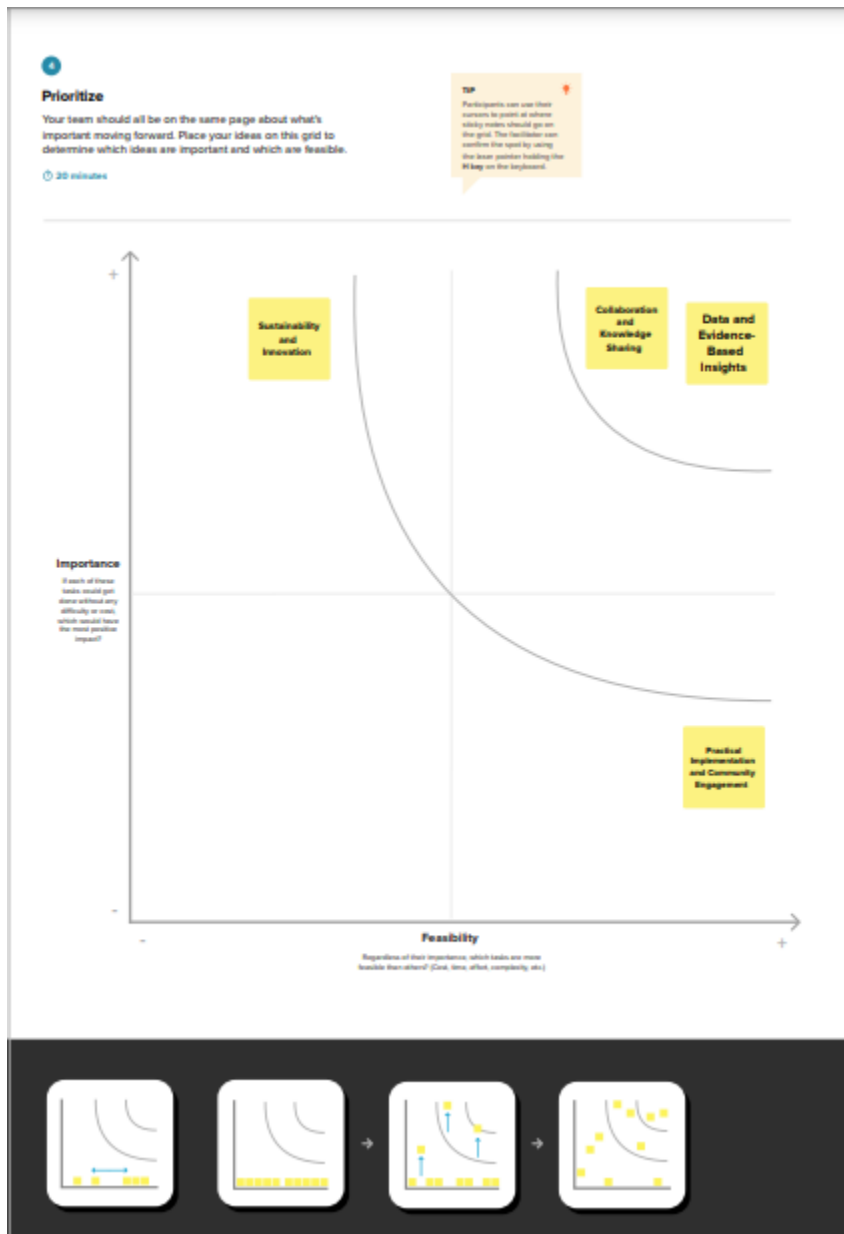 4
Prioritize
Your team should all be on the same page about what's
important moving forward. Place your ideas on this grid to
determine which ideas are important and which are feasible.
20 minutes
TIP
Participants can use their
cursors to point at where
sticky notes should go on
the grid. The facilitator can
confirm the spot by using
the laser pointer holding the
H key on the keyboard.
+
Sustainability
and
Innovation
Collaboration
and
Knowledge
Sharing
Data and
Evidence-
Based
Insights
Importance
If each of these
tasks could get
done without any
difficulty or cost,
which would have
the most positive
impact?
Practical
Implementation
and Community
Engagement
-
-
Feasibility
+
Regardless of their importance, which tasks are more
feasible than others? (Cost, time, effort, complexity, etc.)